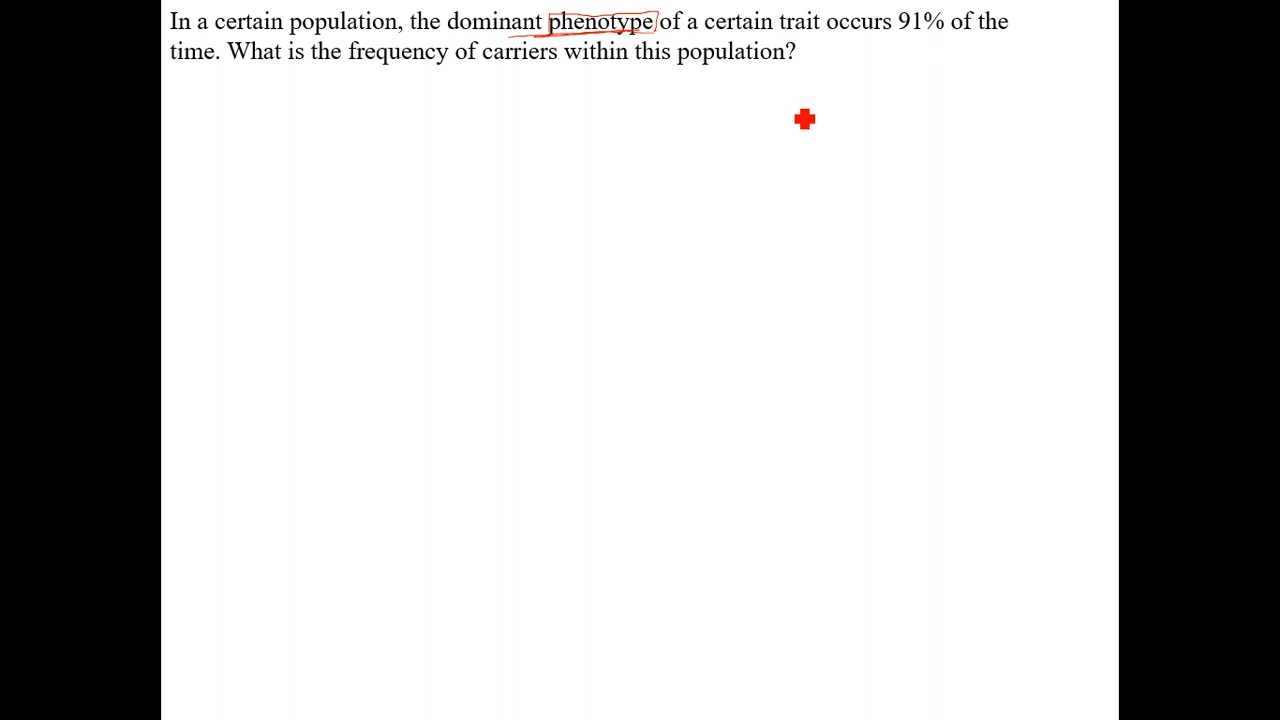 In a certain population, the dominant phenotype of a certain trait occurs 91% of the
time. What is the frequency of carriers within this population?